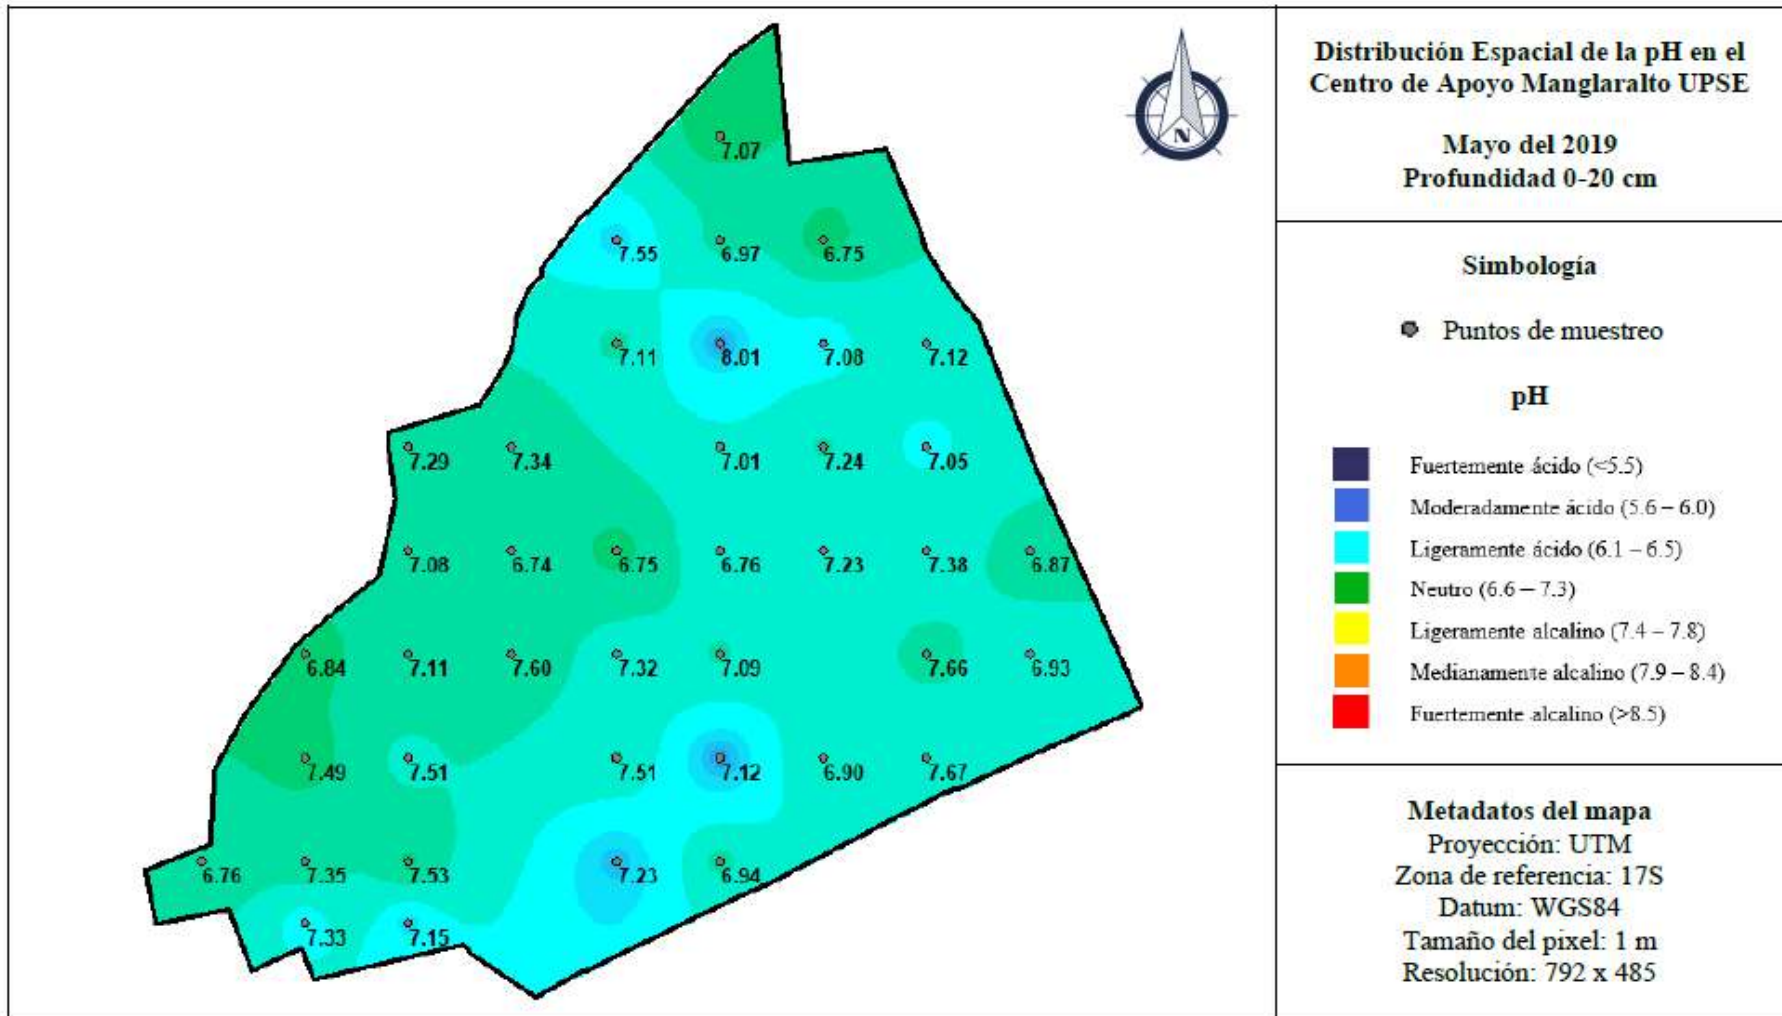 Distribución Espacial de la pH en el
Centro de Apoyo Manglaralto UPSE
Mayo del 2019
Profundidad 0-20 cm
Simbología
Puntos de muestreo
pH
Fuertemente ácido (<5.5)
Moderadamente ácido (5.6 – 6.0)
Ligeramente ácido (6.1 – 6.5)
Neutro (6.6 – 7.3)
Ligeramente alcalino (7.4 – 7.8)
Medianamente alcalino (7.9 – 8.4)
Fuertemente alcalino (>8.5)
Metadatos del mapa
Proyección: UTM
Zona de referencia: 17S
Datum: WGS84
Tamaño del pixel: 1 m
Resolución: 792 x 485
N
7.07
7.55 6.97 6.75
7.11 8.01 7.08 7.12
7.29 7.34 7.01 7.24 7.05
7.08 6.74 6.75 6.76 7.23 7.38 6.87
6.84 7.11 7.60 7.32 7.09 7.66 6.93
7.49 7.51 7.51 7.12 6.90 7.67
6.76 7.35 7.53 7.23 6.94
7.33 7.15